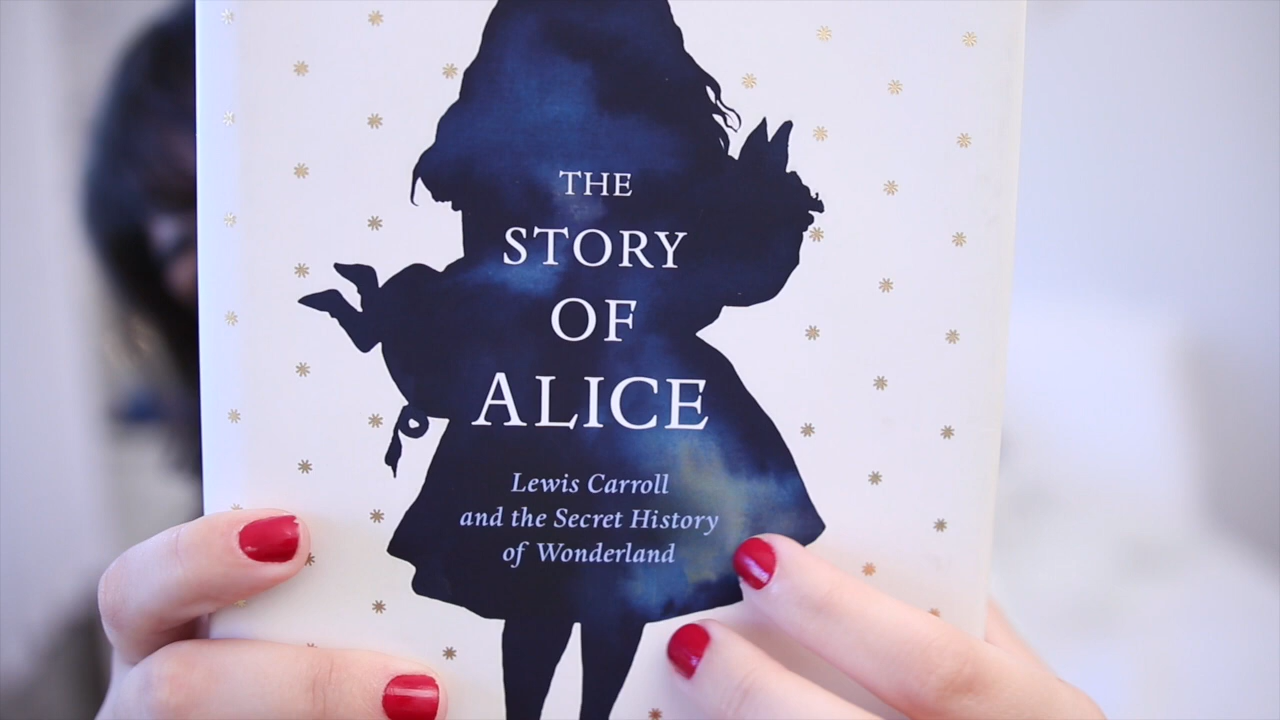 THE
STORY
OF
ALICE
Lewis Carroll
and the Secret History
of Wonderland